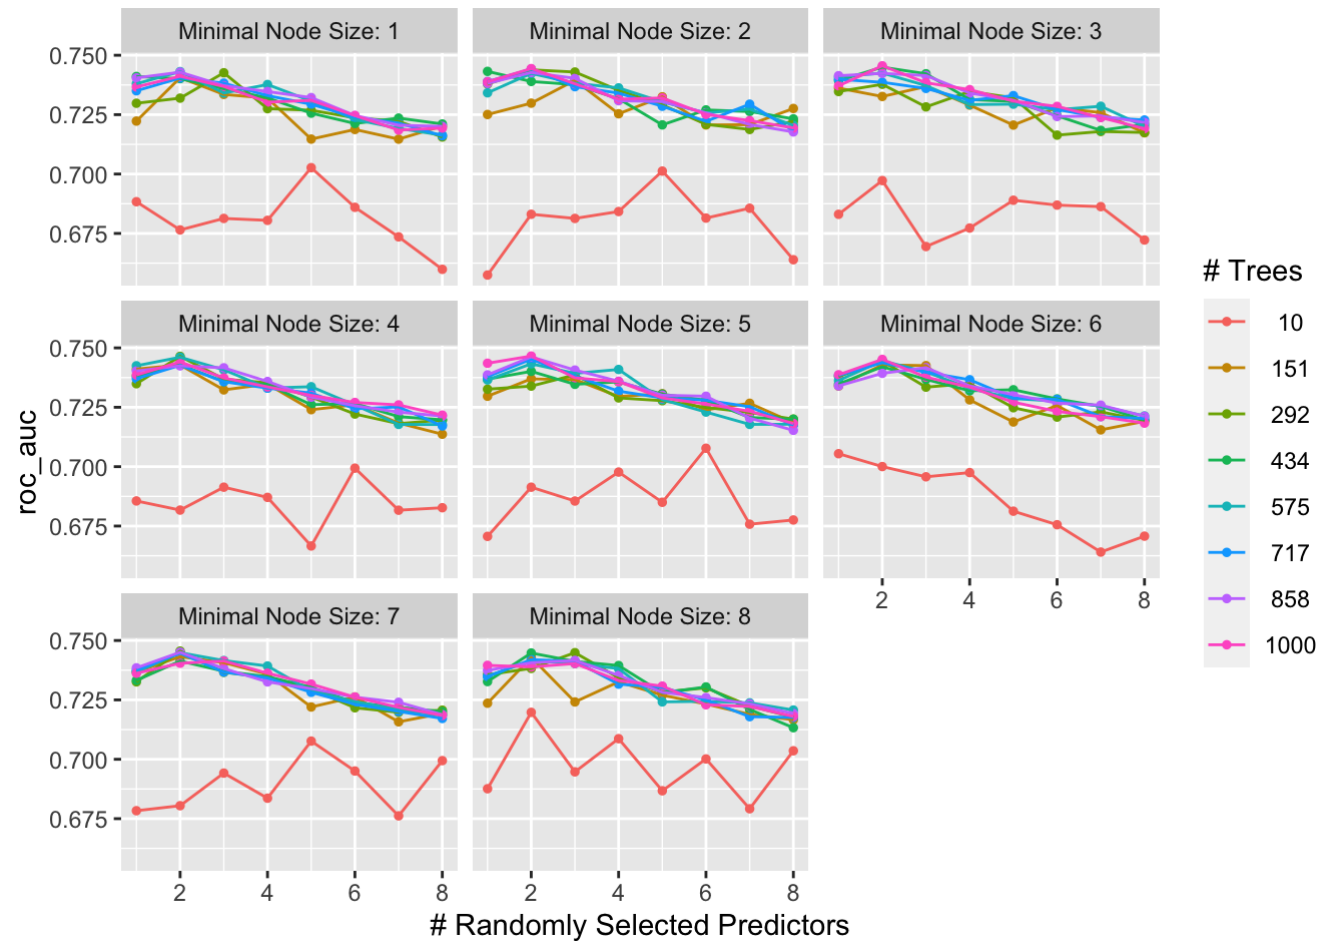 Minimal Node Size: 1
Minimal Node Size: 2
Minimal Node Size: 3
0.750
0.725
0.700
0.675
Minimal Node Size: 4
Minimal Node Size: 5
Minimal Node Size: 6
0.750
0.725
0.700
0.675
2 4 6 8
Minimal Node Size: 7
Minimal Node Size: 8
0.750
0.725
0.700
0.675
2 4 6 8
2 4 6 8
# Randomly Selected Predictors
roc_auc
# Trees
10
151
292
434
575
717
858
1000